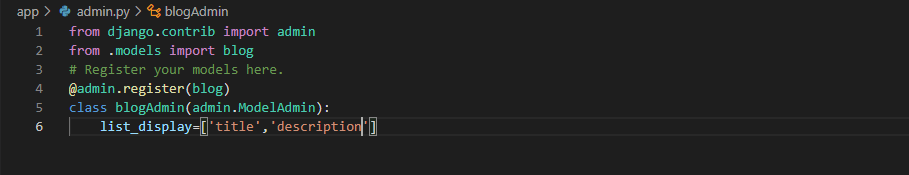 app > admin.py > blogAdmin
1 from django.contrib import admin
2 from .models import blog
3 # Register your models here.
4 @admin.register(blog)
5 class blogAdmin(admin.ModelAdmin):
6     list_display=['title','description']